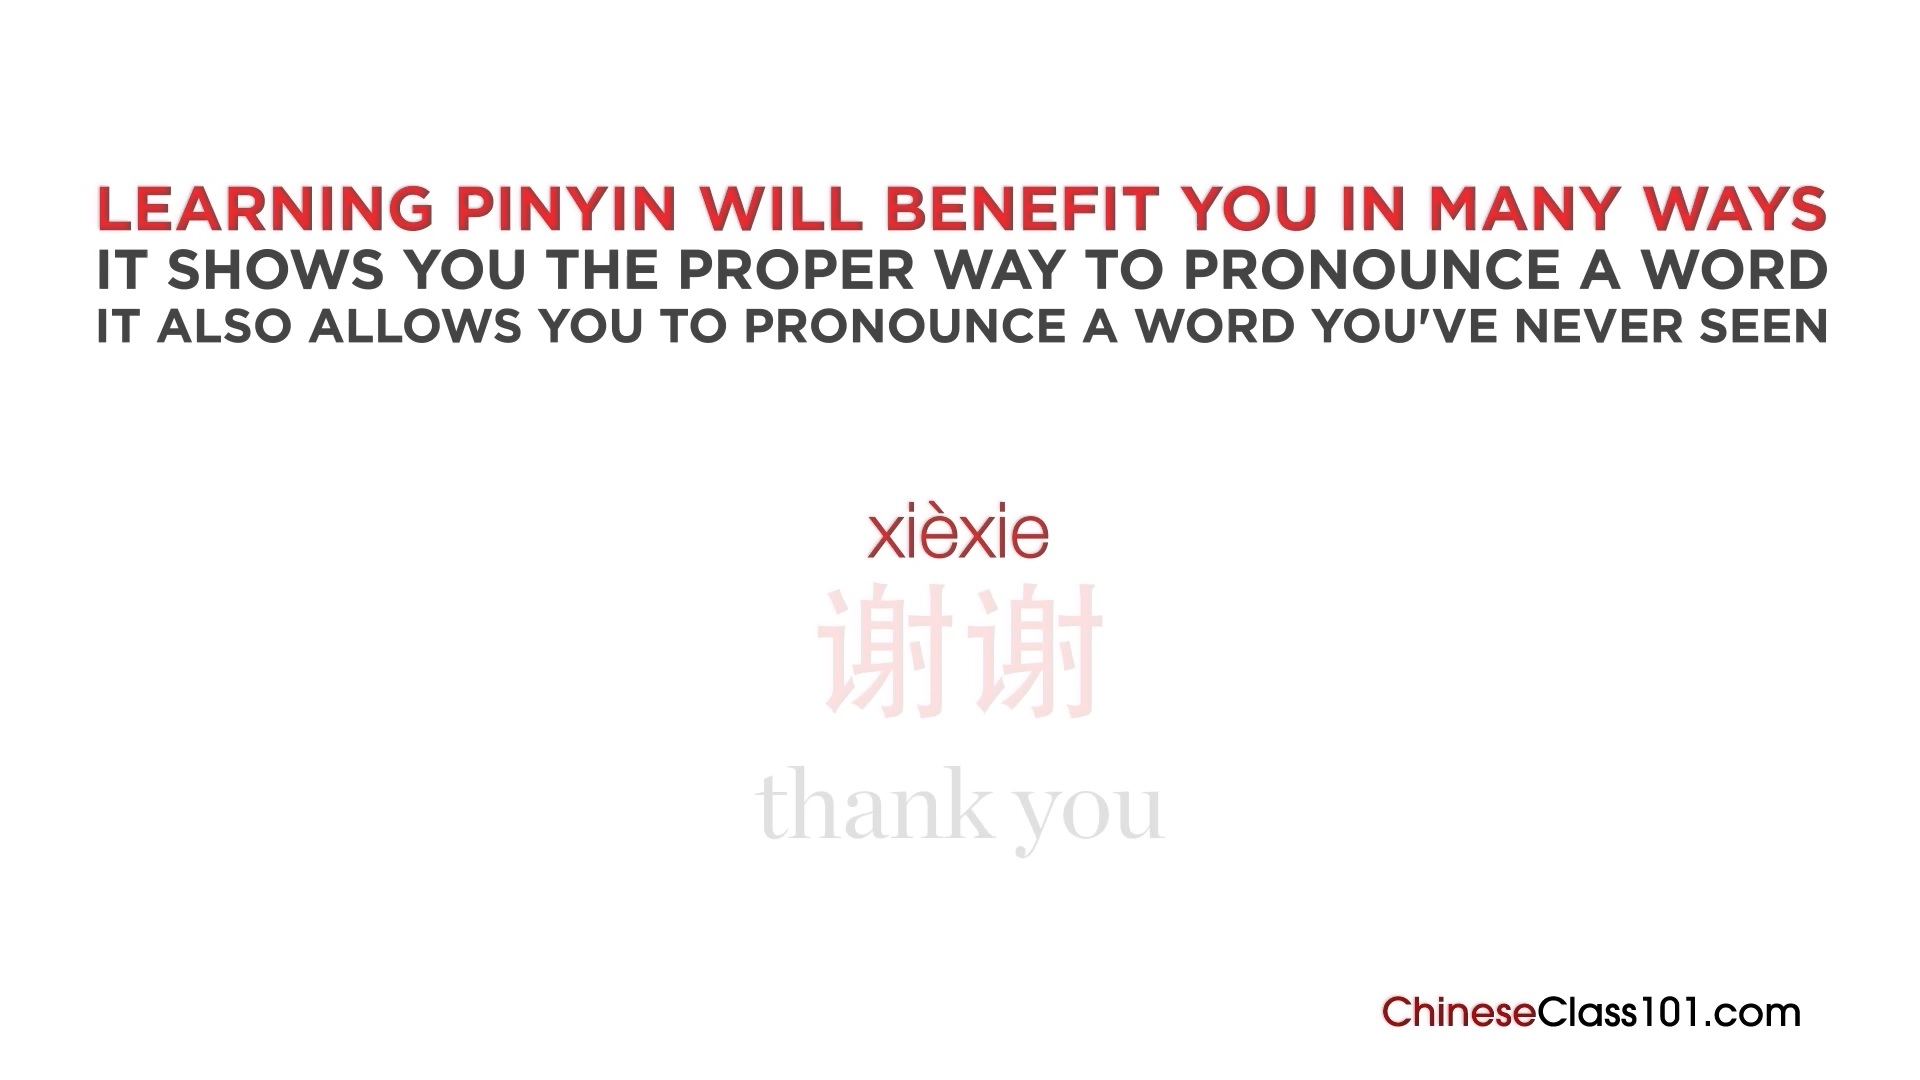 LEARNING PINYIN WILL BENEFIT YOU IN MANY WAYS
IT SHOWS YOU THE PROPER WAY TO PRONOUNCE A WORD
IT ALSO ALLOWS YOU TO PRONOUNCE A WORD YOU'VE NEVER SEEN
xièxie
谢谢
thank you
ChineseClass101.com